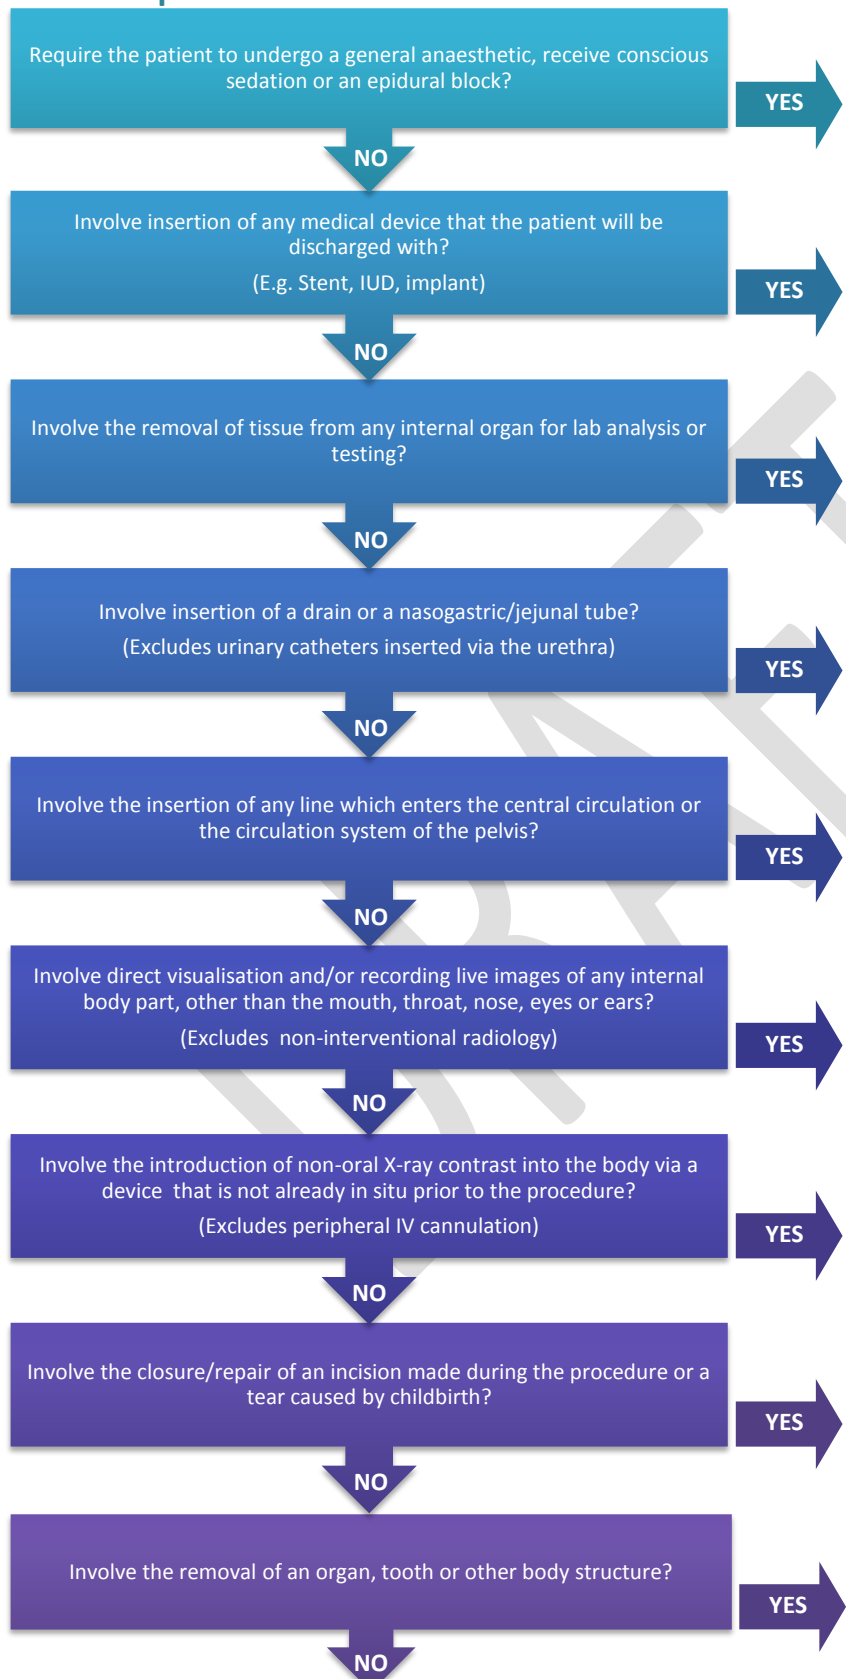 Require the patient to undergo a general anaesthetic, receive conscious
sedation or an epidural block?
YES
NO
Involve insertion of any medical device that the patient will be
discharged with?
(E.g. Stent, IUD, implant)
YES
NO
Involve the removal of tissue from any internal organ for lab analysis or
testing?
YES
NO
Involve insertion of a drain or a nasogastric/jejunal tube?
(Excludes urinary catheters inserted via the urethra)
YES
NO
Involve the insertion of any line which enters the central circulation or
the circulation system of the pelvis?
YES
NO
Involve direct visualisation and/or recording live images of any internal
body part, other than the mouth, throat, nose, eyes or ears?
(Excludes  non-interventional radiology)
YES
NO
Involve the introduction of non-oral X-ray contrast into the body via a
device  that is not already in situ prior to the procedure?
(Excludes peripheral IV cannulation)
YES
NO
Involve the closure/repair of an incision made during the procedure or a
tear caused by childbirth?
YES
NO
Involve the removal of an organ, tooth or other body structure?
YES
NO
DRAFT